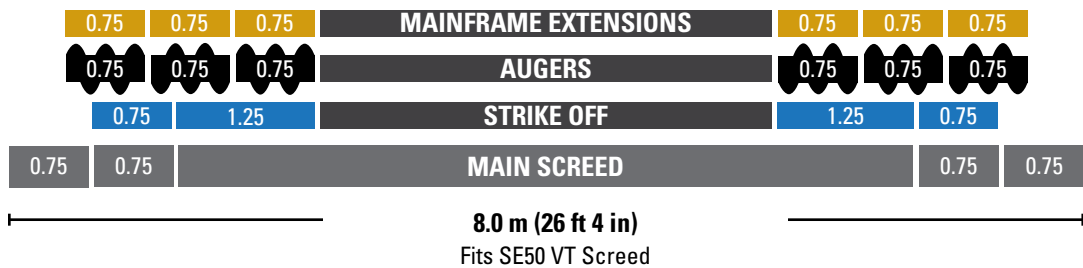 0.75 0.75 0.75 MAINFRAME EXTENSIONS 0.75 0.75 0.75
0.75 0.75 0.75 AUGERS 0.75 0.75 0.75
0.75 1.25 STRIKE OFF 1.25 0.75
0.75 0.75 MAIN SCREED 0.75 0.75
8.0 m (26 ft 4 in)
Fits SE50 VT Screed